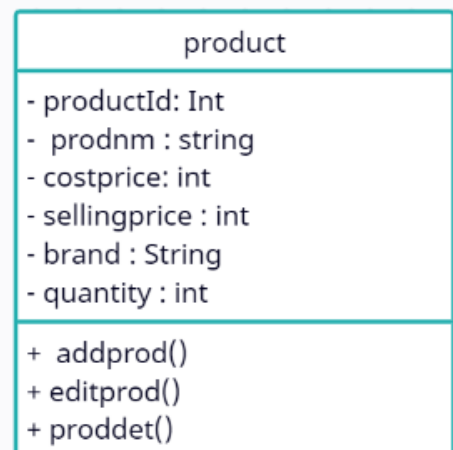 product
- productId: Int
- prodnm : string
- costprice: int
- sellingprice : int
- brand : String
- quantity : int
+ addprod()
+ editprod()
+ proddet()